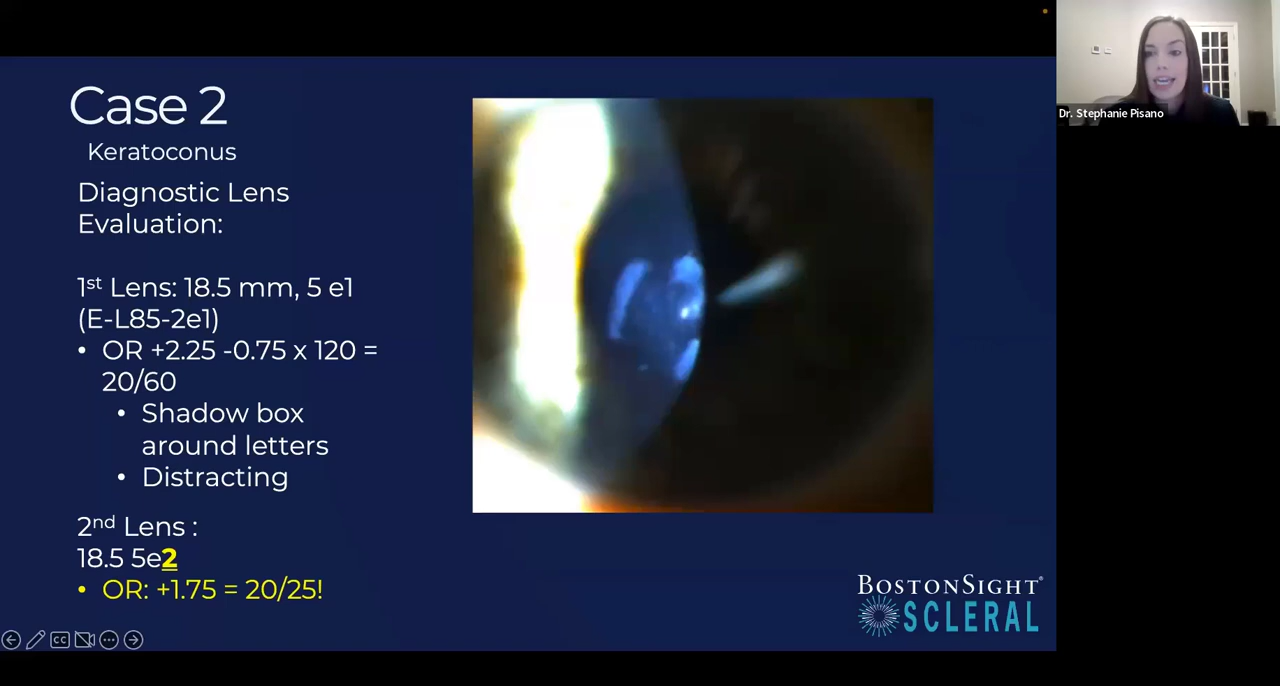 Case 2
Keratoconus
Diagnostic Lens
Evaluation:
1st Lens: 18.5 mm, 5 e1
(E-L85-2e1)
• OR +2.25 -0.75 x 120 =
20/60
• Shadow box
around letters
• Distracting
2nd Lens :
18.5 5e2
• OR: +1.75 = 20/25!
BOSTONSIGHT®
SCLERAL
CC
Dr. Stephanie Pisano